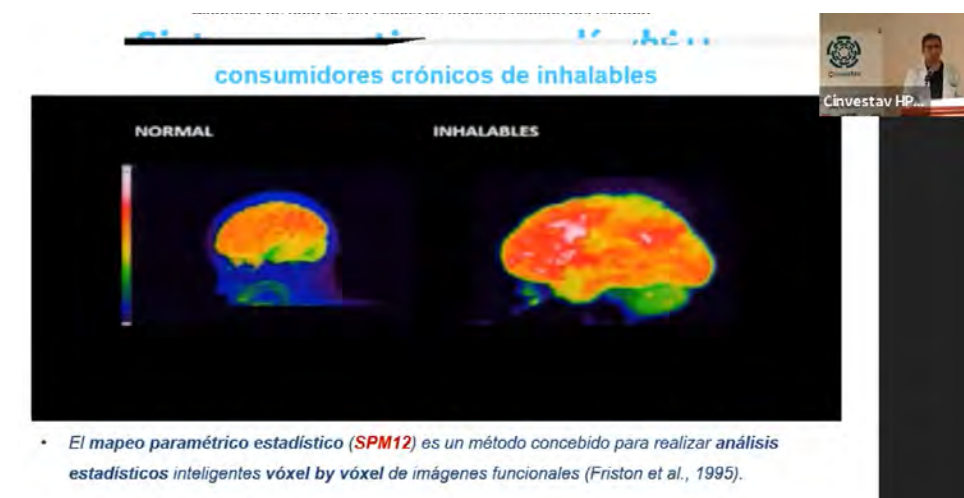 consumidores crónicos de inhalables
Cinvestav
Cinvestav HP...
NORMAL
INHALABLES
• El mapeo paramétrico estadístico (SPM12) es un método concebido para realizar análisis
estadísticos inteligentes vóxel by vóxel de imágenes funcionales (Friston et al., 1995).